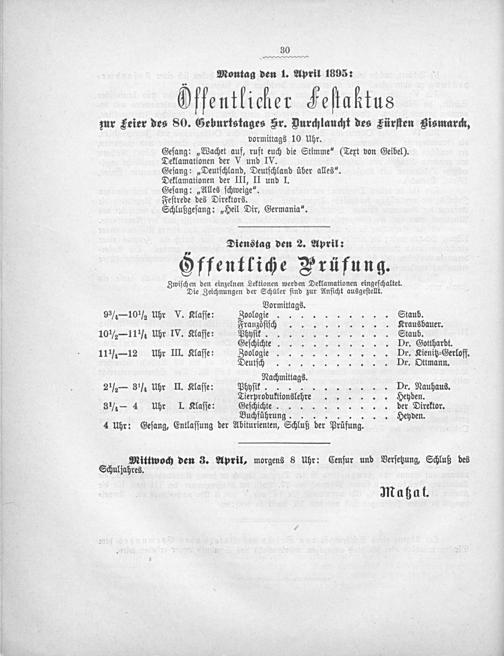 30
Montag den 1. April 1895:
Öffentlicher Festaktus
zur Feier des 80. Geburtstages Sr. Durchlaucht des Fürsten Bismarck,
vormittags 10 Uhr.
Gesang: „Wachet auf, ruft euch die Stimme“ (Text von Geibel).
Deklamationen der V und IV.
Gesang: „Deutschland, Deutschland über alles“.
Deklamationen der III, II und I.
Gesang: „Alles schweige“.
Festrede des Direktors.
Schlußgesang: „Heil Dir, Germania“.
Dienstag den 2. April:
Öffentliche Prüfung.
Zwischen den einzelnen Lektionen werden Deklamationen eingeschaltet.
Die Zeichnungen der Schüler sind zur Ansicht ausgestellt.
Vormittags.
9¾—10½ Uhr V. Klasse: Zoologie . . . . . . . . . . Staub.
Französisch . . . . . . . . . Kraushauer.
10½—11¼ Uhr IV. Klasse: Physik . . . . . . . . . . . Staub.
Geschichte . . . . . . . . . . Dr. Gotthardt.
11¼—12 Uhr III. Klasse: Zoologie . . . . . . . . . . Dr. Kienitz-Gerloff.
Deutsch . . . . . . . . . . . Dr. Ottmann.
Nachmittags.
2½— 3¼ Uhr II. Klasse: Physik . . . . . . . . . . . Dr. Nauhaus.
Tierproduktionslehre . . . . . . Heyden.
3¼— 4 Uhr I. Klasse: Geschichte . . . . . . . . . . der Direktor.
Buchführung . . . . . . . . . Heyden.
4 Uhr: Gesang, Entlassung der Abiturienten, Schluß der Prüfung.
Mittwoch den 3. April, morgens 8 Uhr: Censur und Versetzung, Schluß des
Schuljahres.
Matzat.